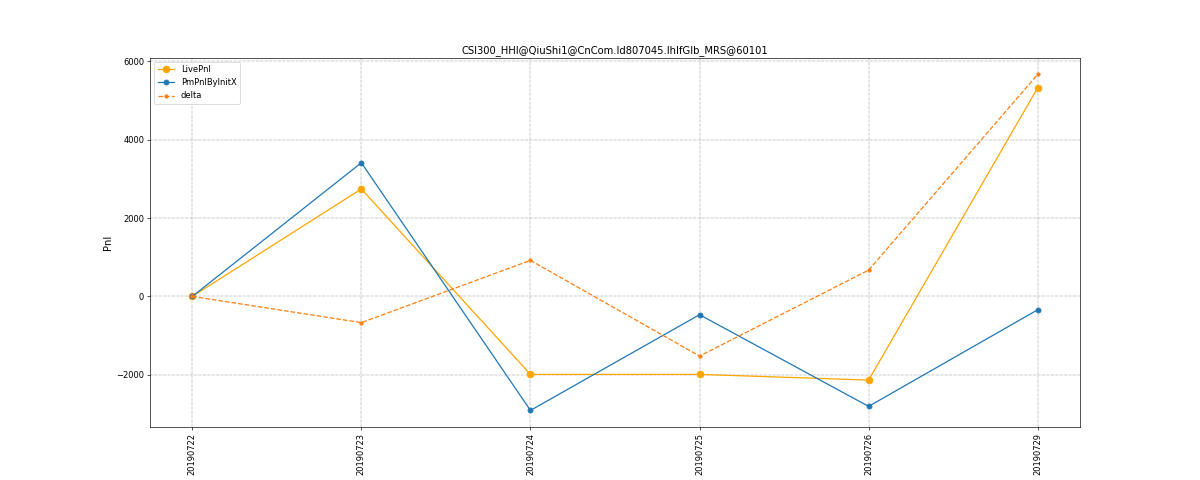 CSI300_HHI@QiuShi1@CnCom.Id807045.IhIfGlb_MRS@60101
LivePnl
PmPnlByInitX
delta
6000
4000
2000
0
−2000
Pnl
20190722
20190723
20190724
20190725
20190726
20190729